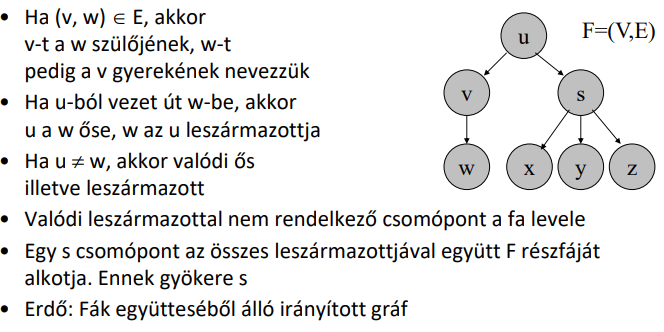 • Ha (v, w) ∈ E, akkor
v-t a w szülőjének, w-t
pedig a v gyerekének nevezzük
• Ha u-ból vezet út w-be, akkor
u a w őse, w az u leszármazottja
• Ha u ≠ w, akkor valódi ős
illetve leszármazott
• Valódi leszármazottal nem rendelkező csomópont a fa levele
• Egy s csomópont az összes leszármazottjával együtt F részfáját
alkotja. Ennek gyökere s
• Erdő: Fák együtteséből álló irányított gráf
F=(V,E)
u
v s
w x y z